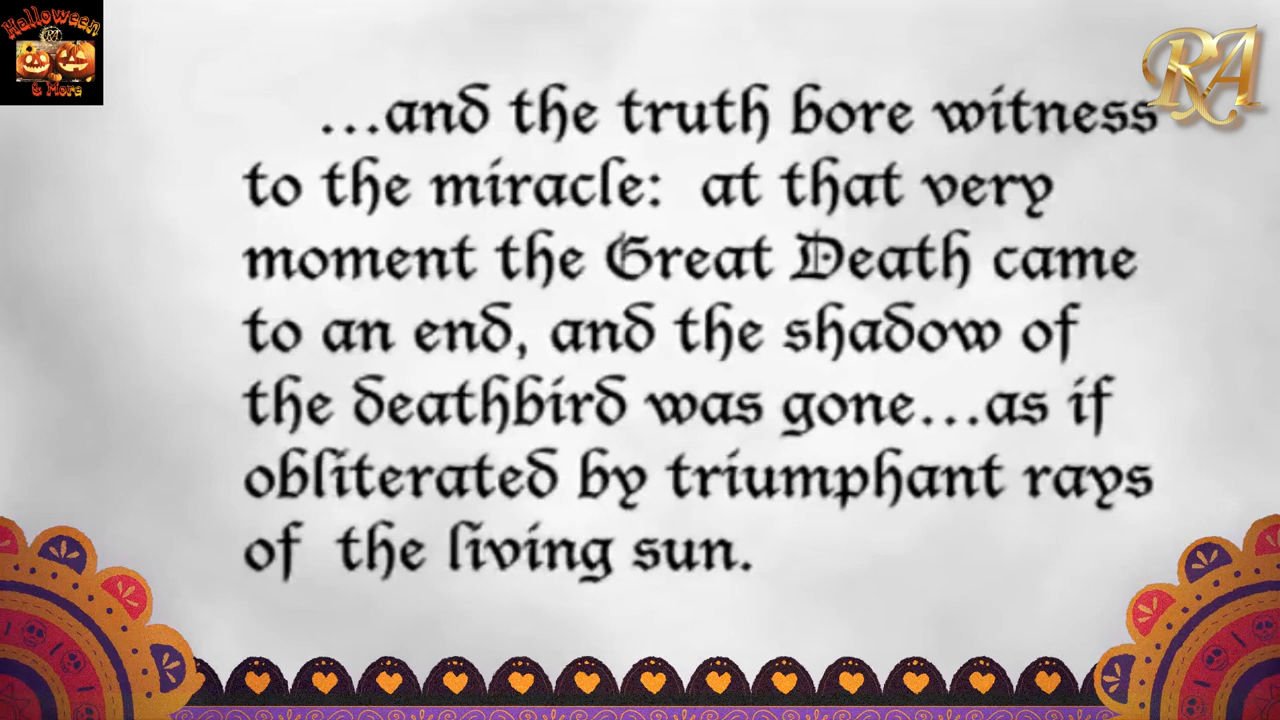 Halloween
RA
& More
RA
...and the truth bore witness
to the miracle: at that very
moment the Great Death came
to an end, and the shadow of
the deathbird was gone...as if
obliterated by triumphant rays
of the living sun.